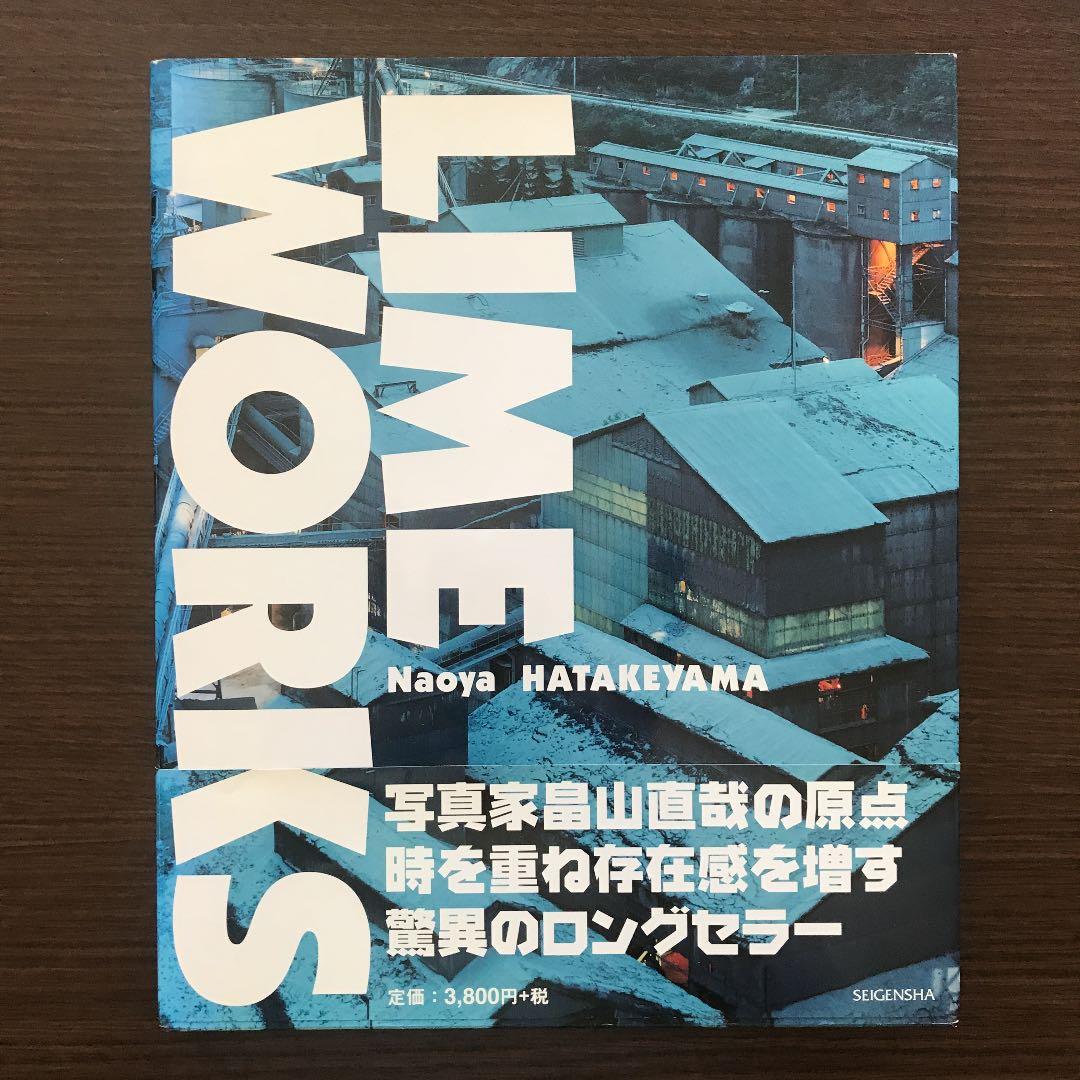 LIME
WORKS
Naoya HATAKEYAMA
写真家畠山直哉の原点
時を重ね存在感を増す
驚異のロングセラー
定価：3,800円+税
SEIGENSHA